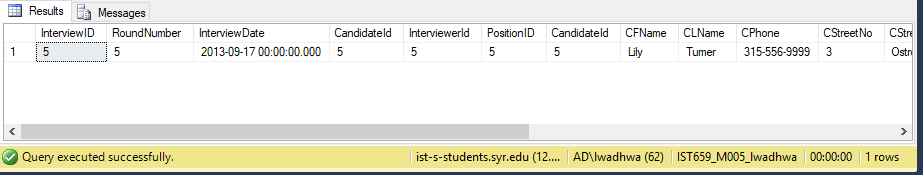 Results Messages
InterviewID RoundNumber InterviewDate CandidateId InterviewerId PositionID CandidateId CFName CLName CPhone CStreetNo CStre
1 5 5 2013-09-17 00:00:00.000 5 5 5 5 Lily Turner 315-556-9999 3 Ostro
Query executed successfully. ist-s-students.syr.edu (12.... AD\lwadhwa (62) IST659_M005_lwadhwa 00:00:00 1 rows